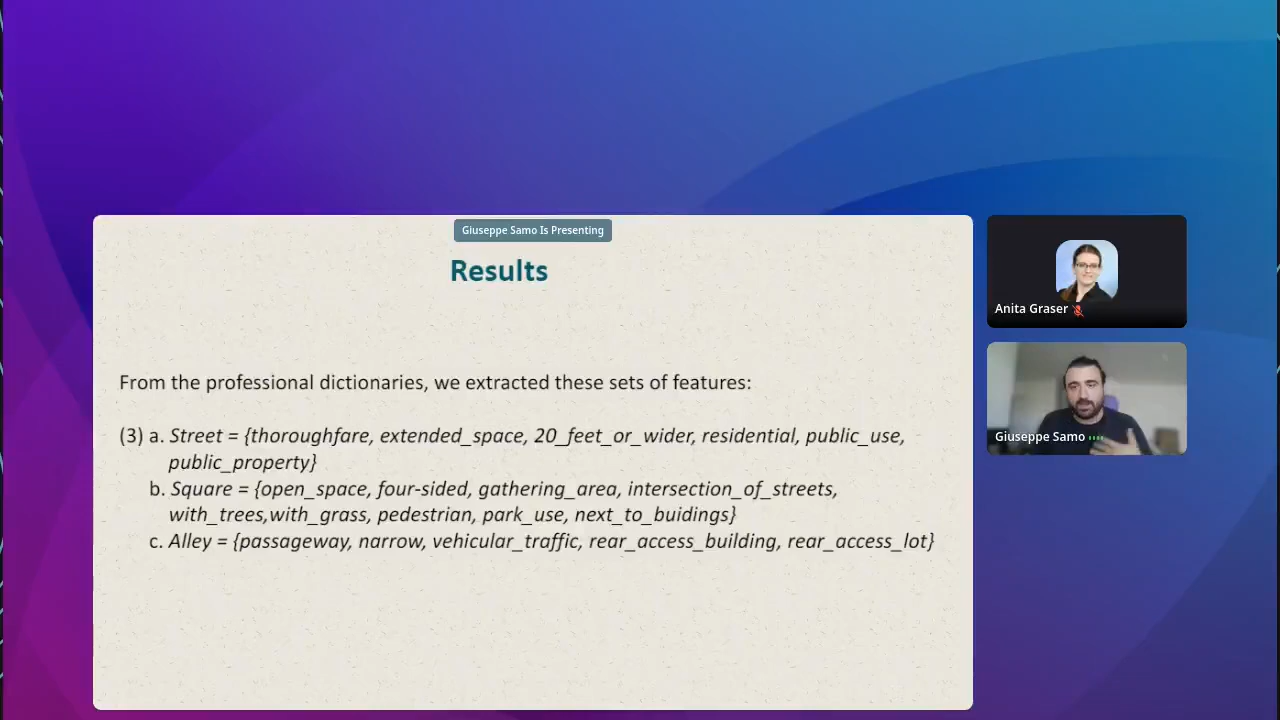 Giuseppe Samo Is Presenting
Results
From the professional dictionaries, we extracted these sets of features:
(3) a. Street = {thoroughfare, extended_space, 20_feet_or_wider, residential, public_use,
public_property}
b. Square = {open_space, four-sided, gathering_area, intersection_of_streets,
with_trees,with_grass, pedestrian, park_use, next_to_buidings}
c. Alley = {passageway, narrow, vehicular_traffic, rear_access_building, rear_access_lot}
Anita Graser
Giuseppe Samo